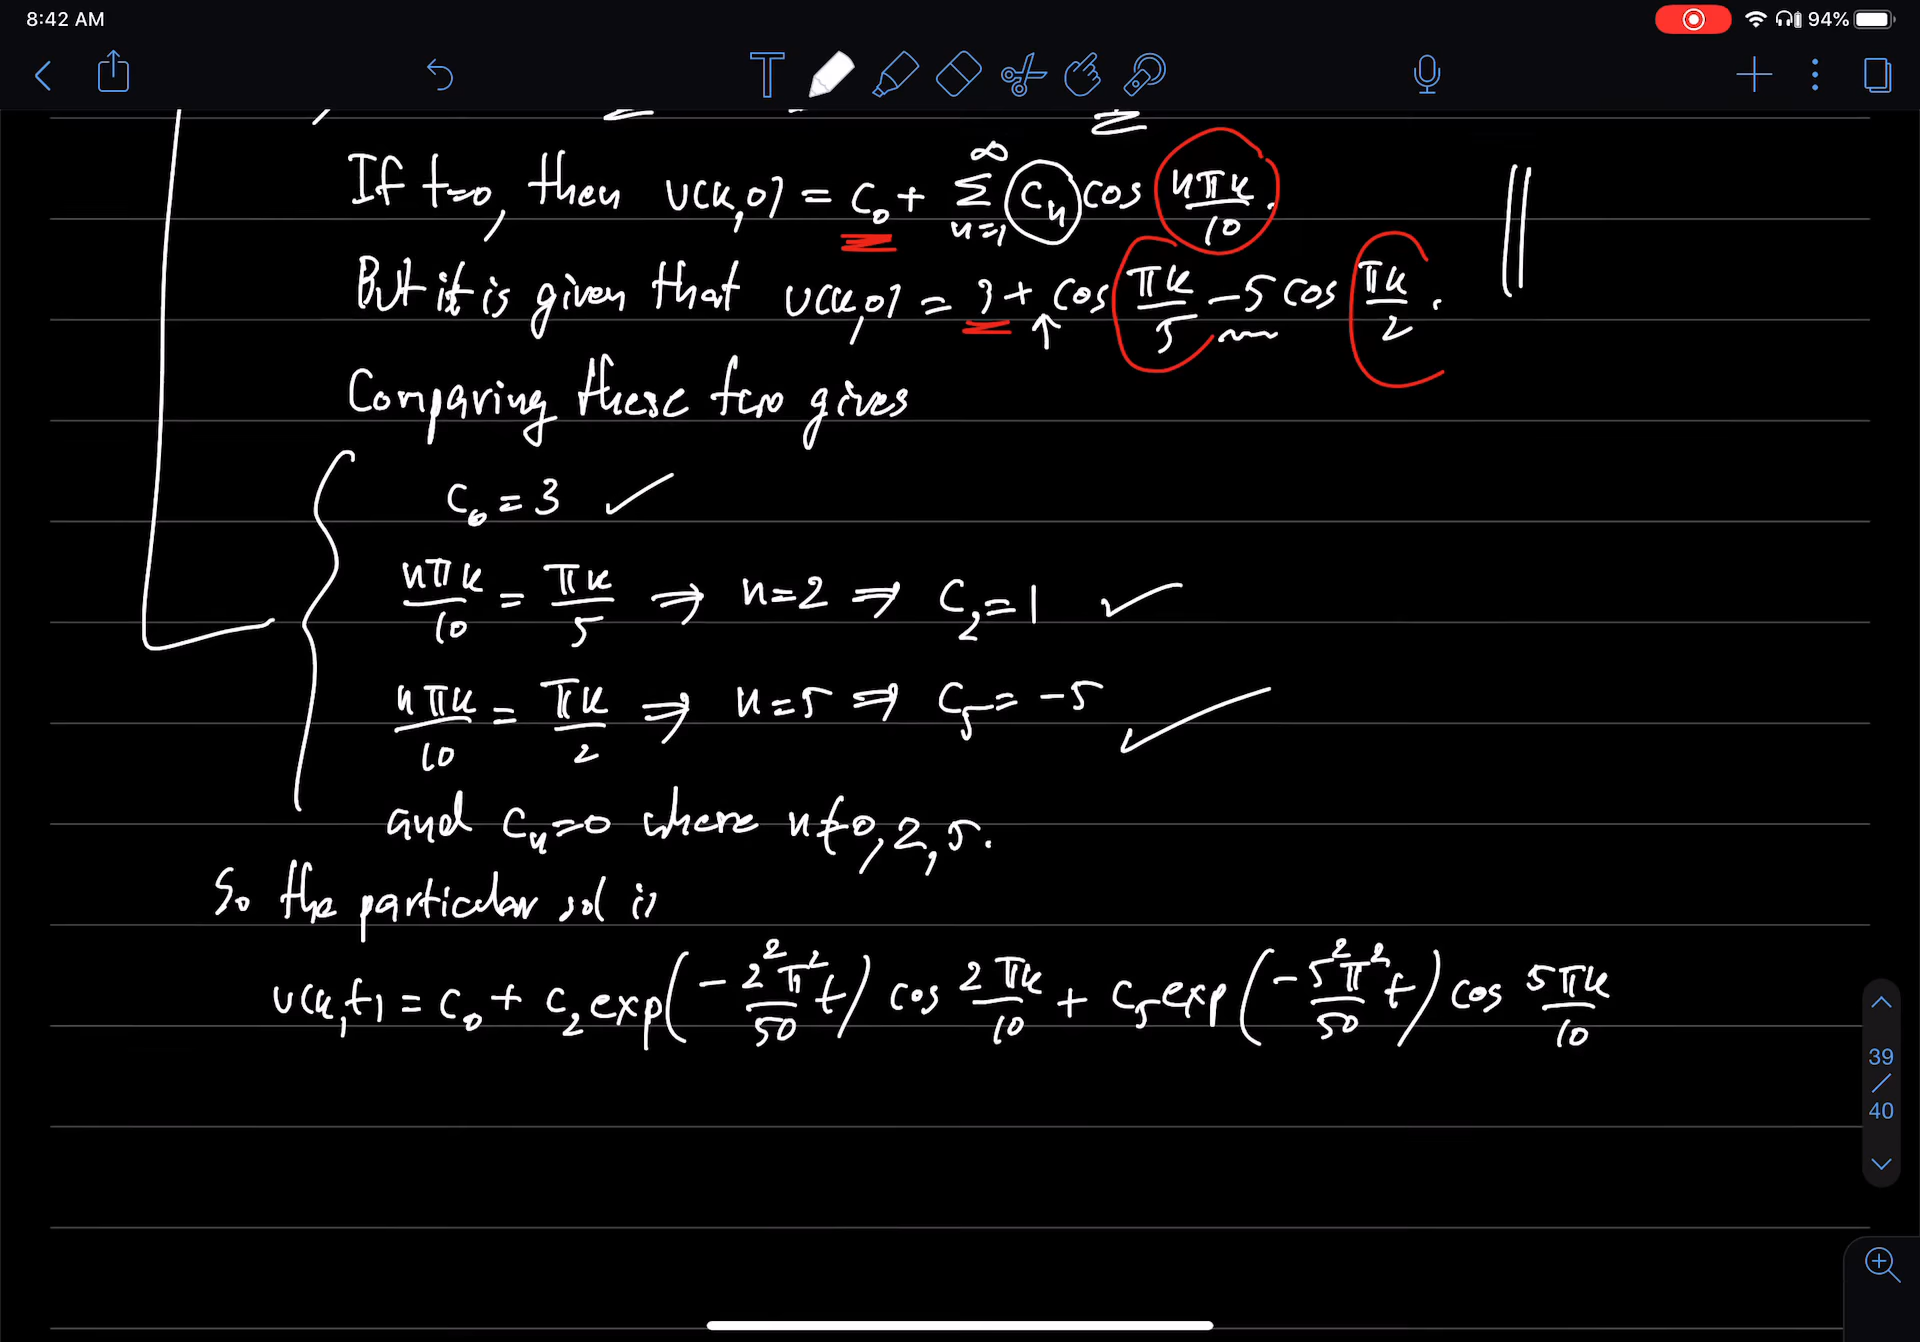 8:42 AM
94%
T
If t=0, then u(x,0) = c₀ + ∞ Σ n=1 cₙ cos nπx/10.
But it is given that u(x,0) = 3 + cos πx/5 - 5 cos πx/2.
Comparing these two gives
c₀ = 3 ✓
nπx/10 = πx/5 ⇒ n=2 ⇒ c₂=1 ✓
nπx/10 = πx/2 ⇒ n=5 ⇒ c₅=-5 ✓
and cₙ=0 where n≠0,2,5.
So the particular sol is
u(x,t) = c₀ + c₂ exp(-2²π²/50 t) cos 2πx/10 + c₅ exp(-5²π²/50 t) cos 5πx/10
39
/
40